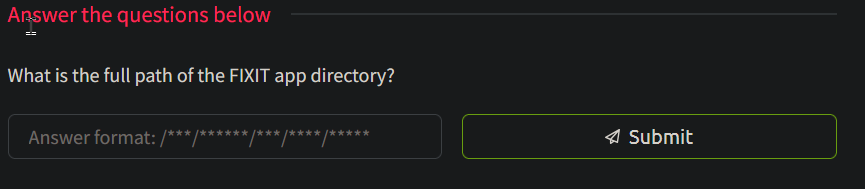 Answer the questions below
What is the full path of the FIXIT app directory?
Answer format: /***/******/***/****/*****
Submit